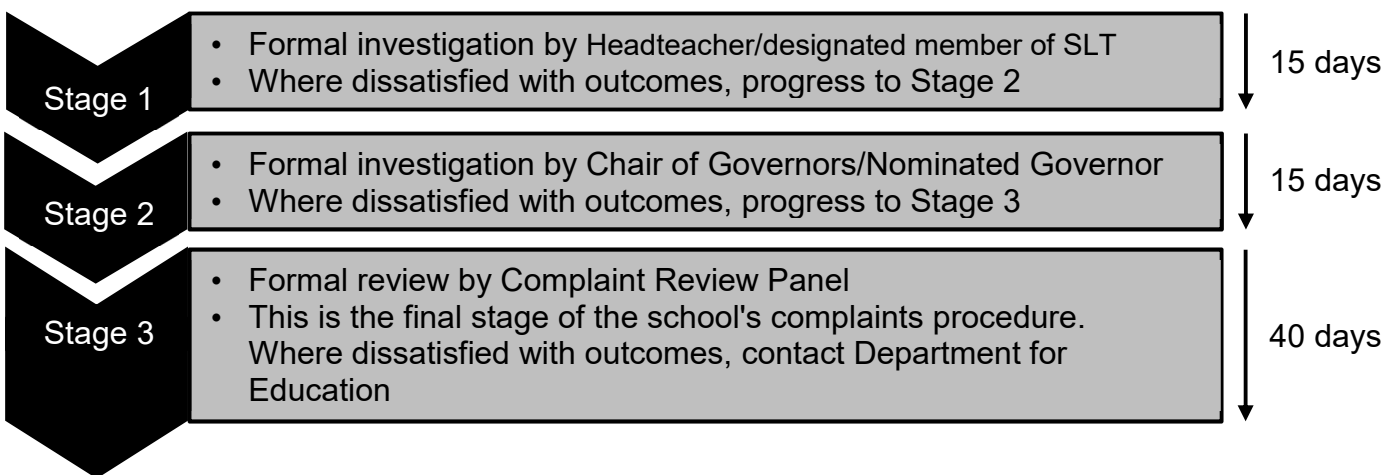 Stage 1
• Formal investigation by Headteacher/designated member of SLT
• Where dissatisfied with outcomes, progress to Stage 2
15 days
Stage 2
• Formal investigation by Chair of Governors/Nominated Governor
• Where dissatisfied with outcomes, progress to Stage 3
15 days
Stage 3
• Formal review by Complaint Review Panel
• This is the final stage of the school's complaints procedure.
Where dissatisfied with outcomes, contact Department for
Education
40 days